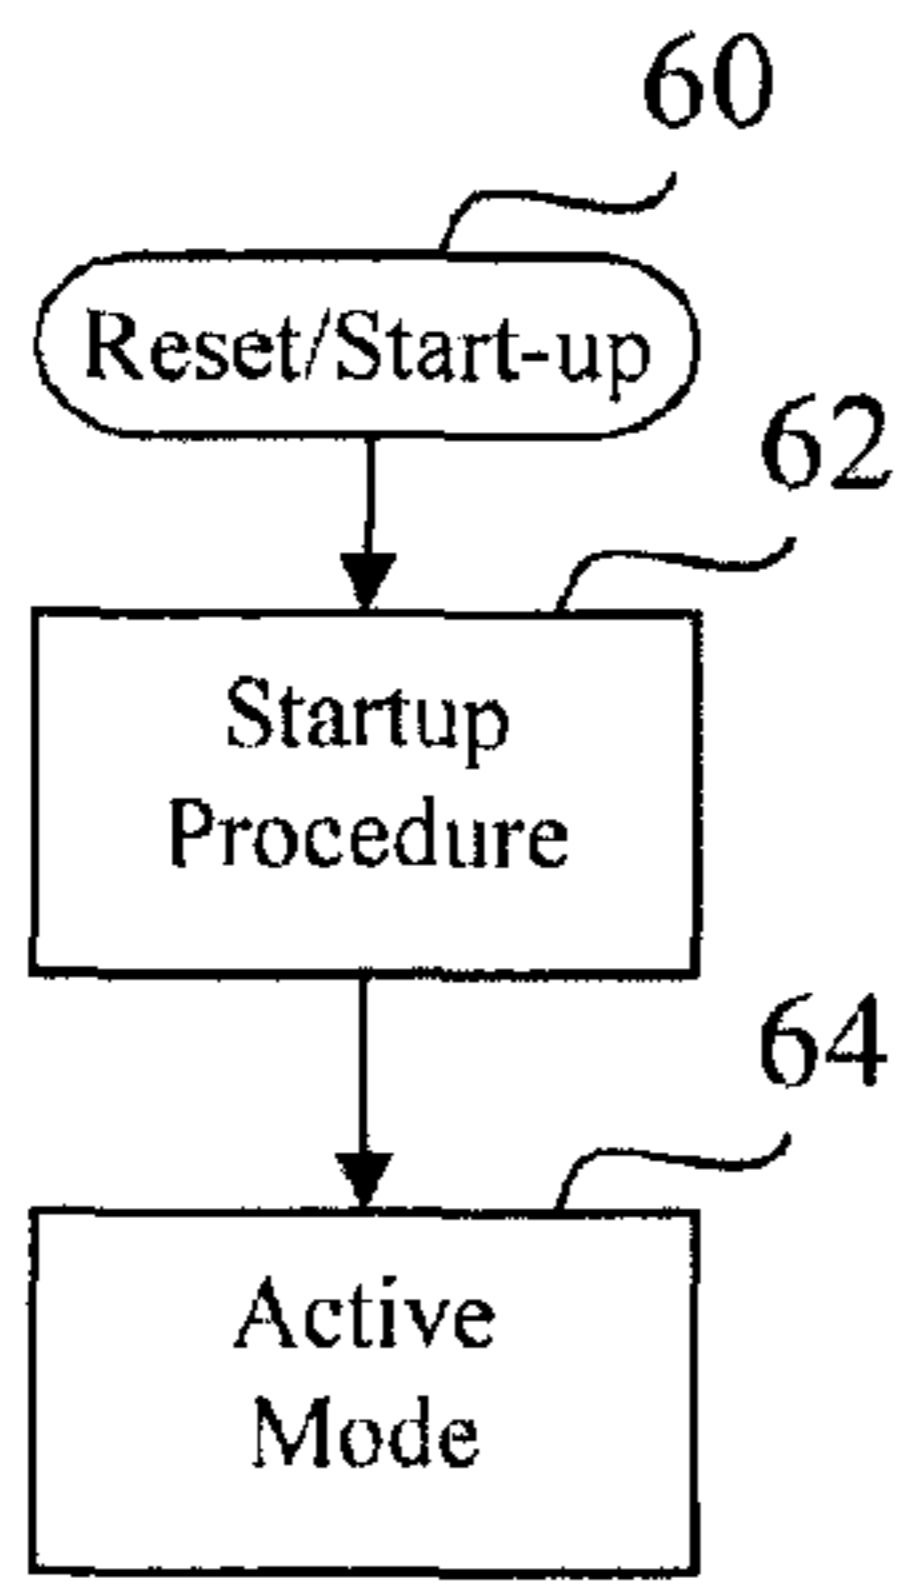 60
Reset/Start-up
62
Startup
Procedure
64
Active
Mode